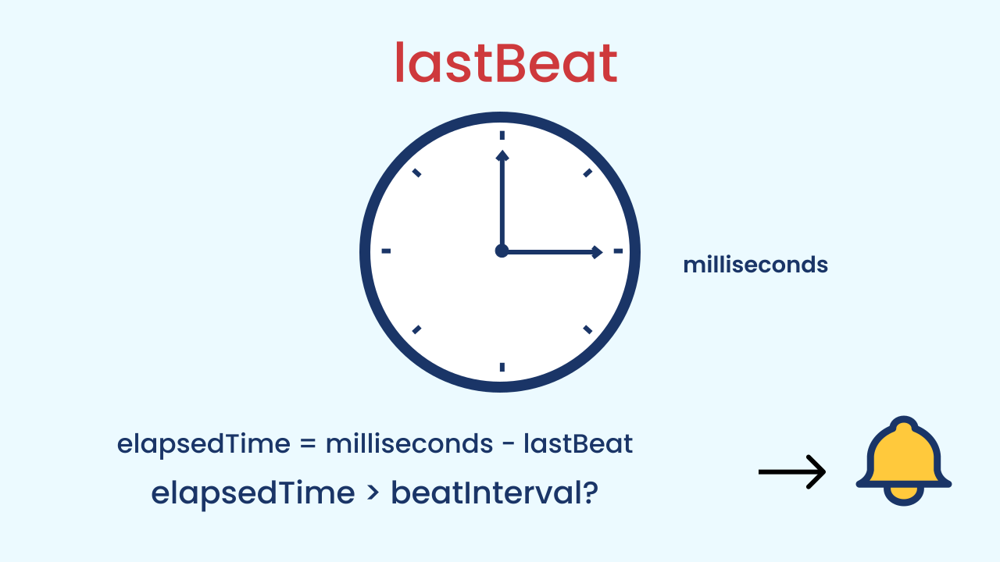 lastBeat
milliseconds
elapsedTime = milliseconds - lastBeat
elapsedTime > beatInterval?